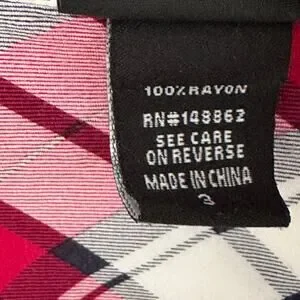 100%RAYON
RN#148862
SEE CARE
ON REVERSE
MADE IN CHINA
3